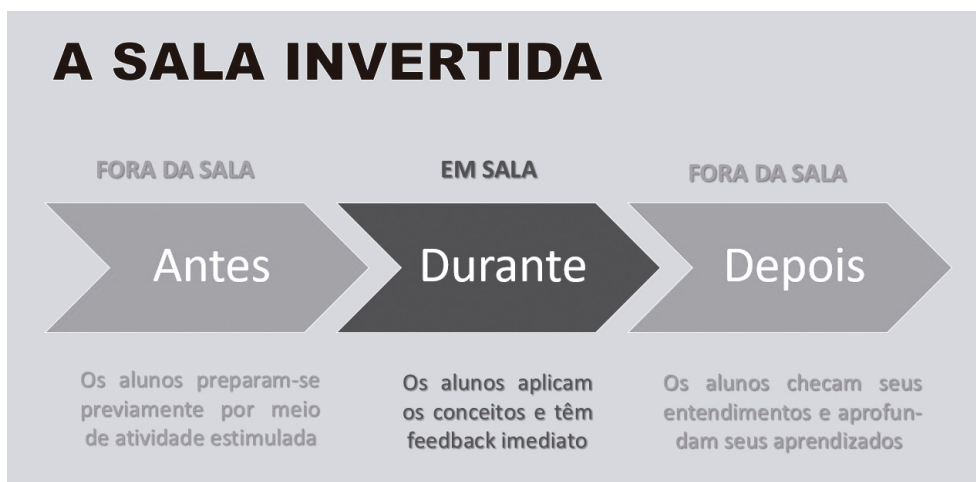 A SALA INVERTIDA
FORA DA SALA
Antes
Os alunos preparam-se
previamente por meio
de atividade estimulada
EM SALA
Durante
Os alunos aplicam
os conceitos e têm
feedback imediato
FORA DA SALA
Depois
Os alunos checam seus
entendimentos e aprofun-
dam seus aprendizados